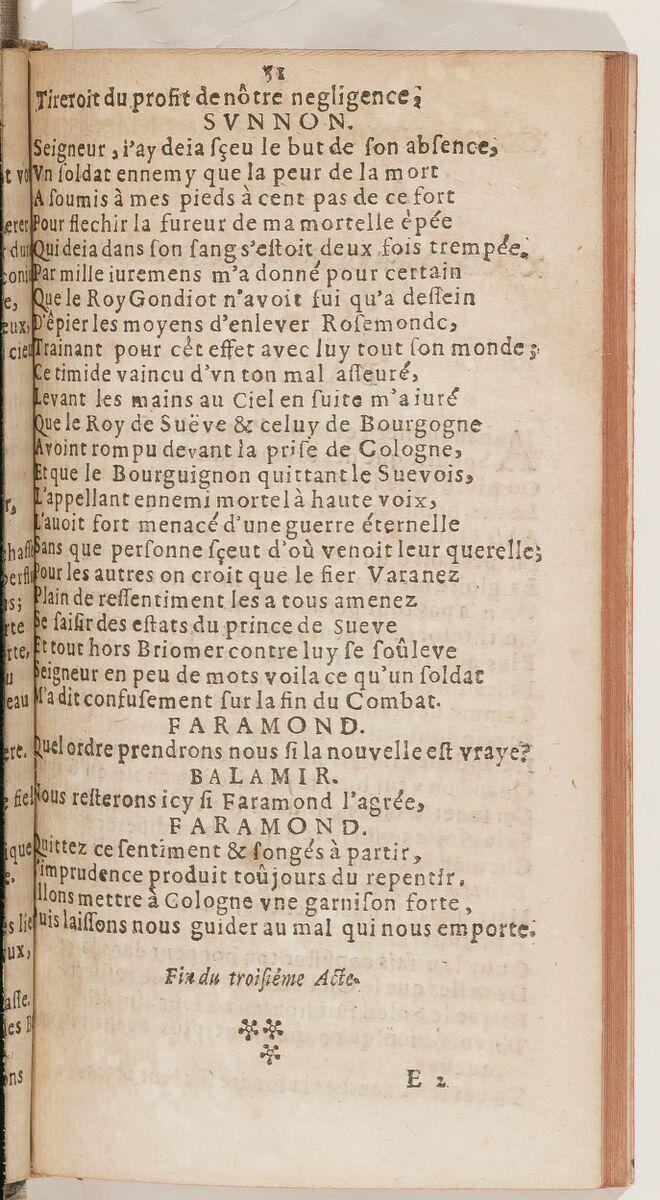 51
Tireroit du profit de nôtre negligence;
SVNNON.
Seigneur, i'ay deia sçeu le but de son absence,
Vn soldat ennemy que la peur de la mort
A soumis à mes pieds à cent pas de ce fort
Pour flechir la fureur de ma mortelle èpée
Qui deia dans son sang s'estoit deux fois trempée.
Par mille iuremens m'a donné pour certain
Que le Roy Gondiot n'avoit fui qu'a dessein
D'êpier les moyens d'enlever Rosemonde,
Trainant pour cét effet avec luy tout son monde;
Ce timide vaincu d'vn ton mal asseuré,
Levant les mains au Ciel en suite m'a iuré
Que le Roy de Suëve & celuy de Bourgogne
Avoint rompu devant la prise de Cologne,
Et que le Bourguignon quittant le Suevois,
L'appellant ennemi mortel à haute voix,
L'auoit fort menacé d'une guerre éternelle
Sans que personne sçeut d'où venoit leur querelle;
Pour les autres on croit que le fier Varanez
Plain de ressentiment les a tous amenez
Se saisir des estats du prince de Sueve
Et tout hors Briomer contre luy se soûleve
Seigneur en peu de mots voila ce qu'un soldat
M'a dit confusement sur la fin du Combat.
FARAMOND.
Quel ordre prendrons nous si la nouvelle est vraye?
BALAMIR.
Nous resterons icy si Faramond l'agrée,
FARAMOND.
Quittez ce sentiment & songés à partir,
imprudence produit toûjours du repentir.
llons mettre à Cologne vne garnison forte,
uis laissons nous guider au mal qui nous emporte.
Fin du troisiéme Acte.
E 2